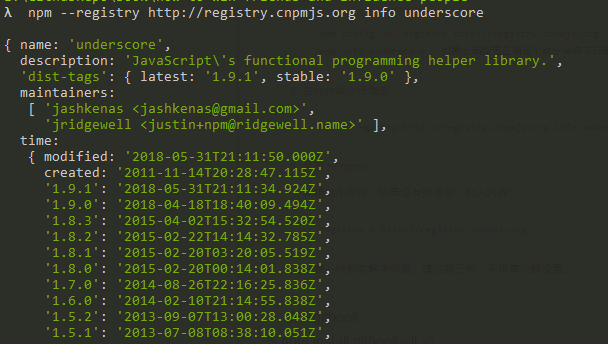 λ  npm --registry http://registry.cnpmjs.org info underscore
{ name: 'underscore',
description: 'JavaScript\'s functional programming helper library.',
'dist-tags': { latest: '1.9.1', stable: '1.9.0' },
maintainers:
[ 'jashkenas <jashkenas@gmail.com>',
'jridgewell <justin+npm@ridgewell.name>' ],
time:
{ modified: '2018-05-31T21:11:50.000Z',
created: '2011-11-14T20:28:47.115Z',
'1.9.1': '2018-05-31T21:11:34.924Z',
'1.9.0': '2018-04-18T18:40:09.494Z',
'1.8.3': '2015-04-02T15:32:54.520Z',
'1.8.2': '2015-02-22T14:14:32.785Z',
'1.8.1': '2015-02-20T03:20:05.519Z',
'1.8.0': '2015-02-20T00:14:01.838Z',
'1.7.0': '2014-08-26T22:16:25.836Z',
'1.6.0': '2014-02-10T21:14:55.838Z',
'1.5.2': '2013-09-07T13:00:28.048Z',
'1.5.1': '2013-07-08T08:38:10.051Z',